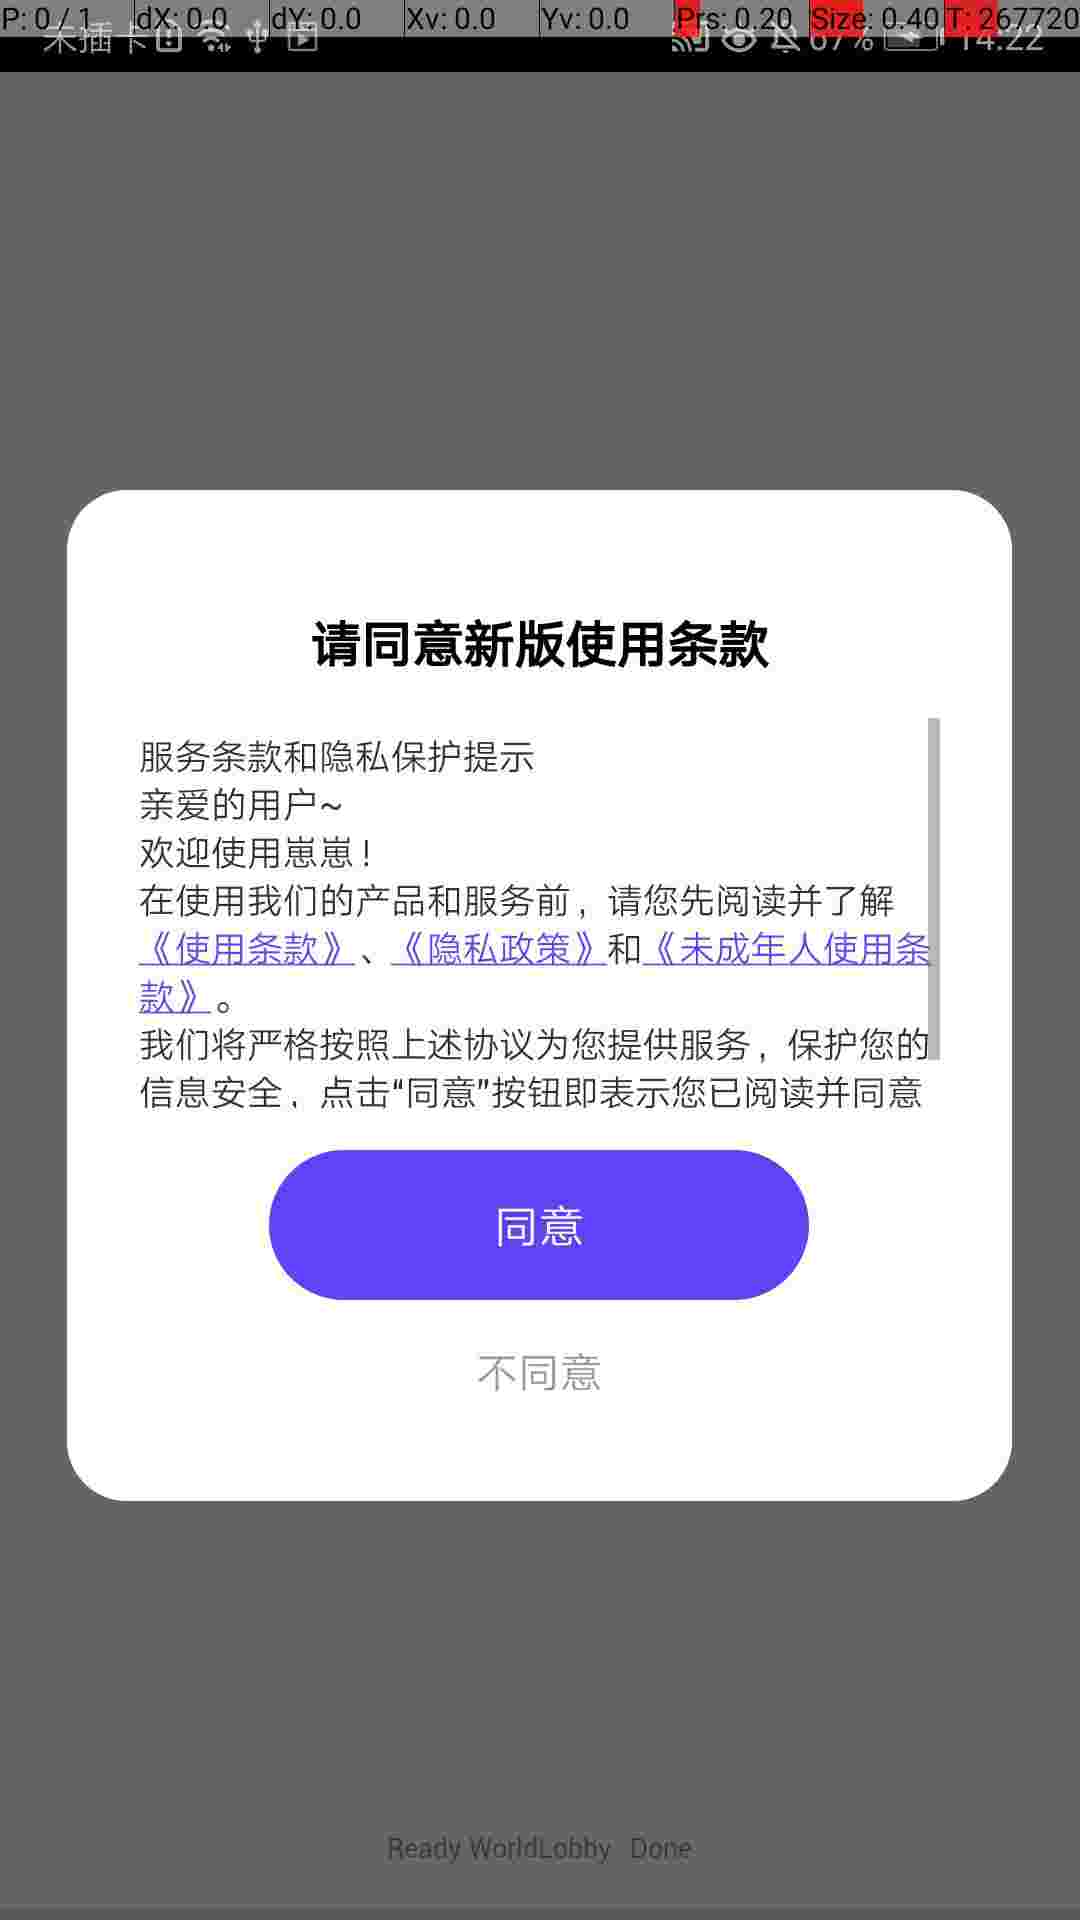 P: 0 / 1 dX: 0.0 dY: 0.0 Xv: 0.0 Yv: 0.0 Prs: 0.20 Size: 0.40 T: 267720
未插卡 67% 14:22
请同意新版使用条款
服务条款和隐私保护提示
亲爱的用户~
欢迎使用崽崽！
在使用我们的产品和服务前，请您先阅读并了解
《使用条款》、《隐私政策》和《未成年人使用条
款》。
我们将严格按照上述协议为您提供服务，保护您的
信息安全，点击“同意”按钮即表示您已阅读并同意
同意
不同意
Ready WorldLobby Done